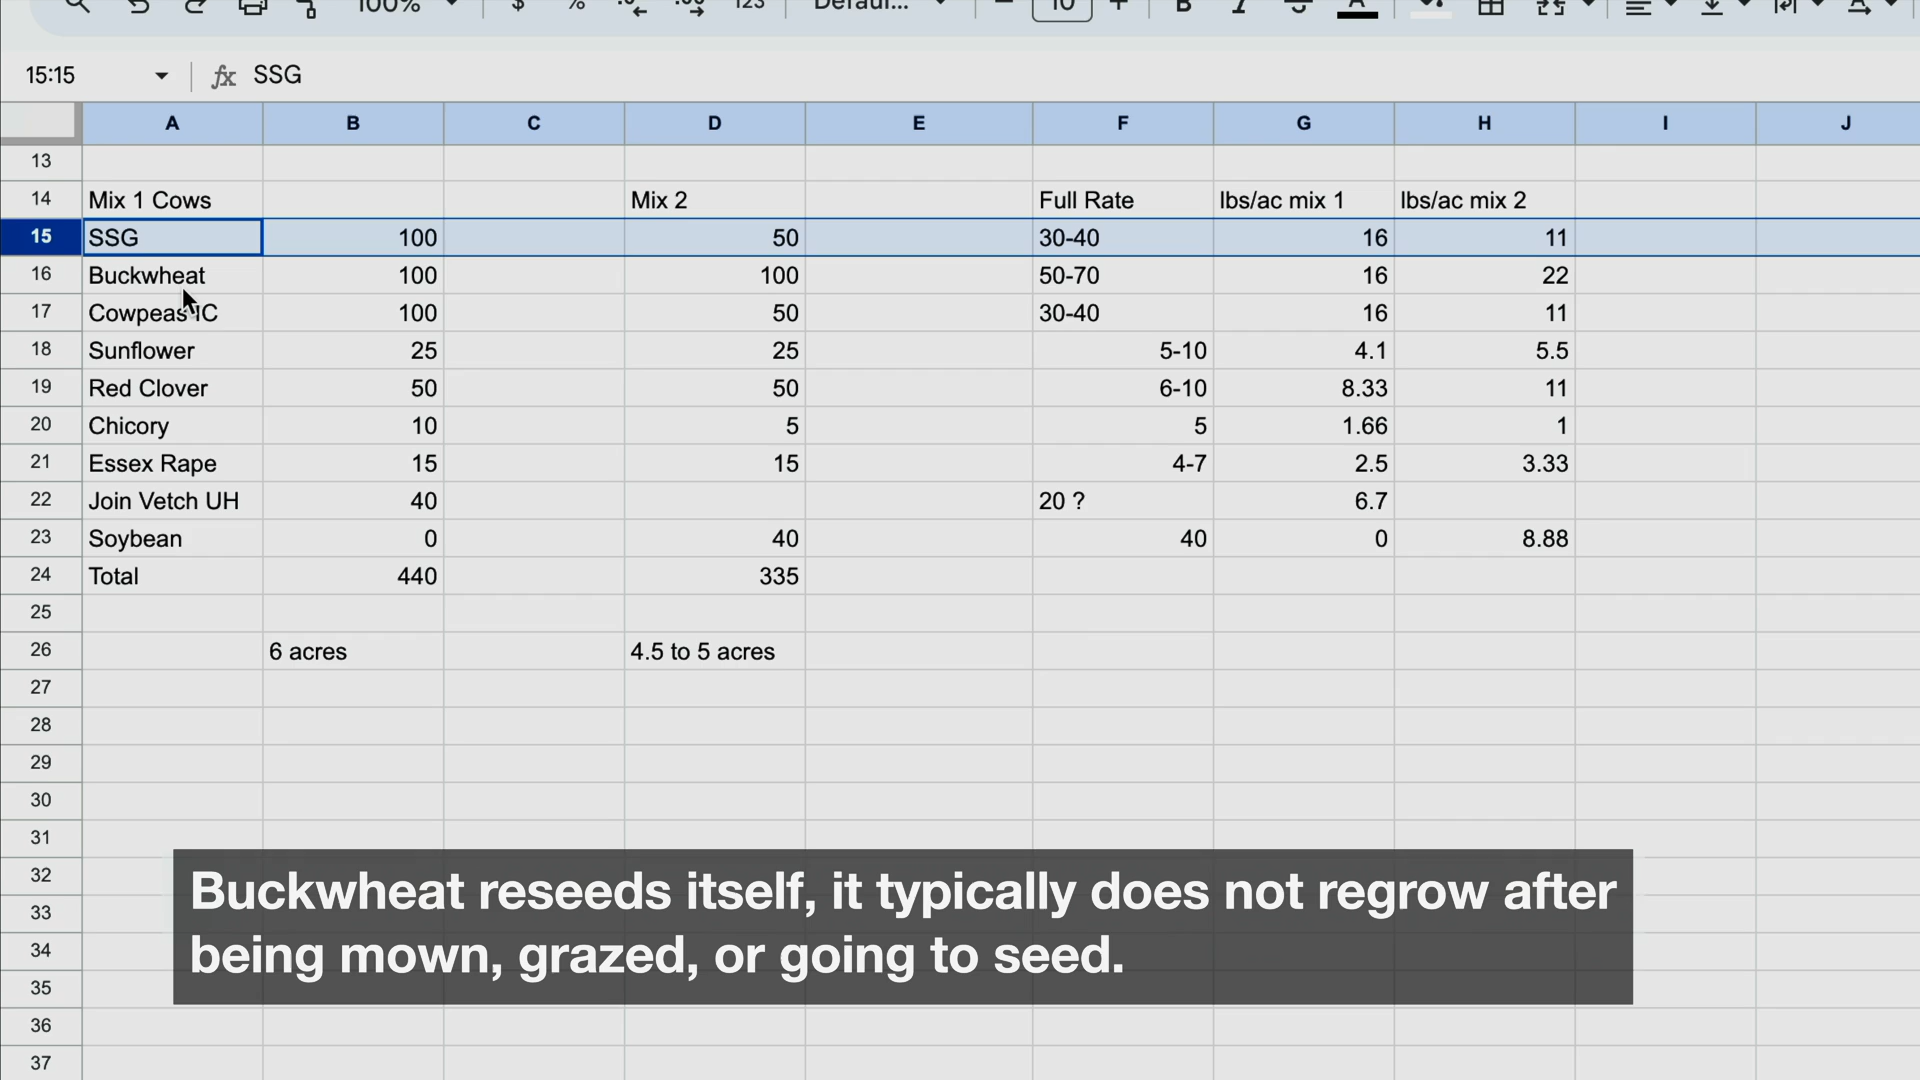 100% $ % 123 Defaul... 10 B I A
15:15 fx SSG
A B C D E F G H I J
13
14 Mix 1 Cows Mix 2 Full Rate lbs/ac mix 1 lbs/ac mix 2
15 SSG 100 50 30-40 16 11
16 Buckwheat 100 100 50-70 16 22
17 Cowpeas IC 100 50 30-40 16 11
18 Sunflower 25 25 5-10 4.1 5.5
19 Red Clover 50 50 6-10 8.33 11
20 Chicory 10 5 5 1.66 1
21 Essex Rape 15 15 4-7 2.5 3.33
22 Join Vetch UH 40 20 ? 6.7
23 Soybean 0 40 40 0 8.88
24 Total 440 335
25
26 6 acres 4.5 to 5 acres
27
28
29
30
31
32
33
34
35
36
37
Buckwheat reseeds itself, it typically does not regrow after
being mown, grazed, or going to seed.